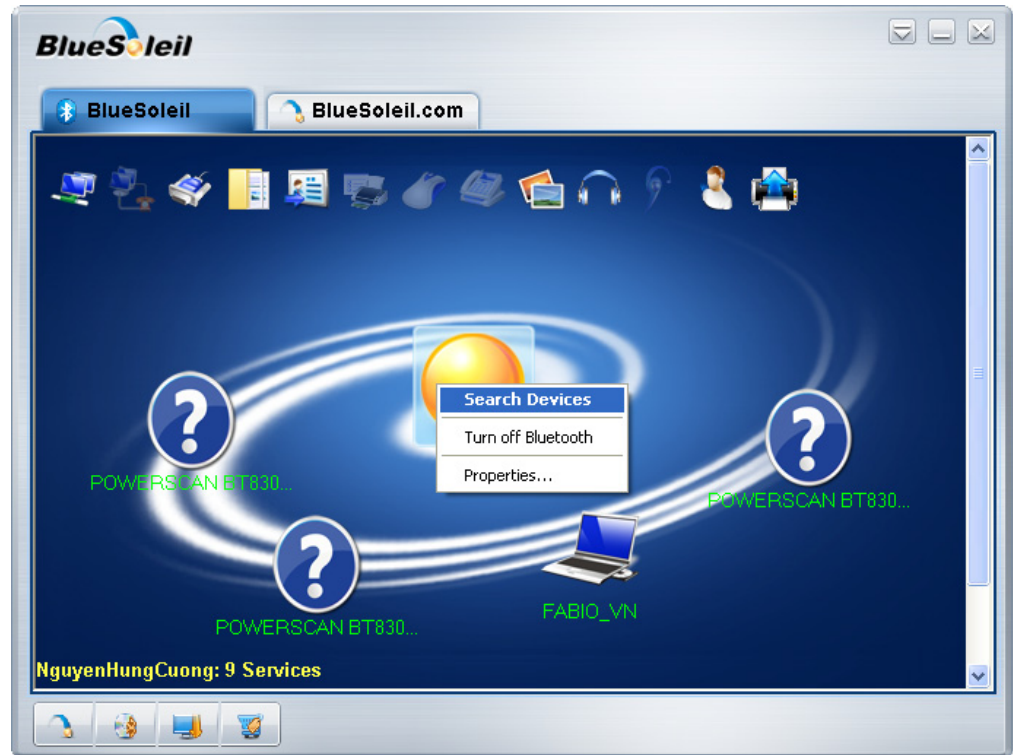 BlueSoleil
BlueSoleil
BlueSoleil.com
Search Devices
Turn off Bluetooth
Properties...
POWERSCAN BT830...
POWERSCAN BT830...
POWERSCAN BT830...
FABIO_VN
NguyenHungCuong: 9 Services